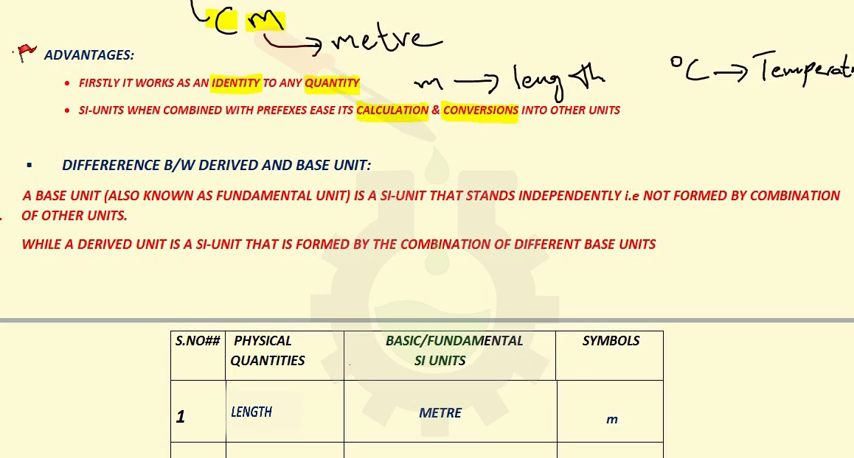 cm
metre
ADVANTAGES:
• FIRSTLY IT WORKS AS AN IDENTITY TO ANY QUANTITY
m → length
°C → Temperat
• SI-UNITS WHEN COMBINED WITH PREFEXES EASE ITS CALCULATION & CONVERSIONS INTO OTHER UNITS
▪ DIFFERERENCE B/W DERIVED AND BASE UNIT:
A BASE UNIT (ALSO KNOWN AS FUNDAMENTAL UNIT) IS A SI-UNIT THAT STANDS INDEPENDENTLY i.e NOT FORMED BY COMBINATION
OF OTHER UNITS.
WHILE A DERIVED UNIT IS A SI-UNIT THAT IS FORMED BY THE COMBINATION OF DIFFERENT BASE UNITS
S.NO## PHYSICAL QUANTITIES BASIC/FUNDAMENTAL SI UNITS SYMBOLS
1 LENGTH METRE m